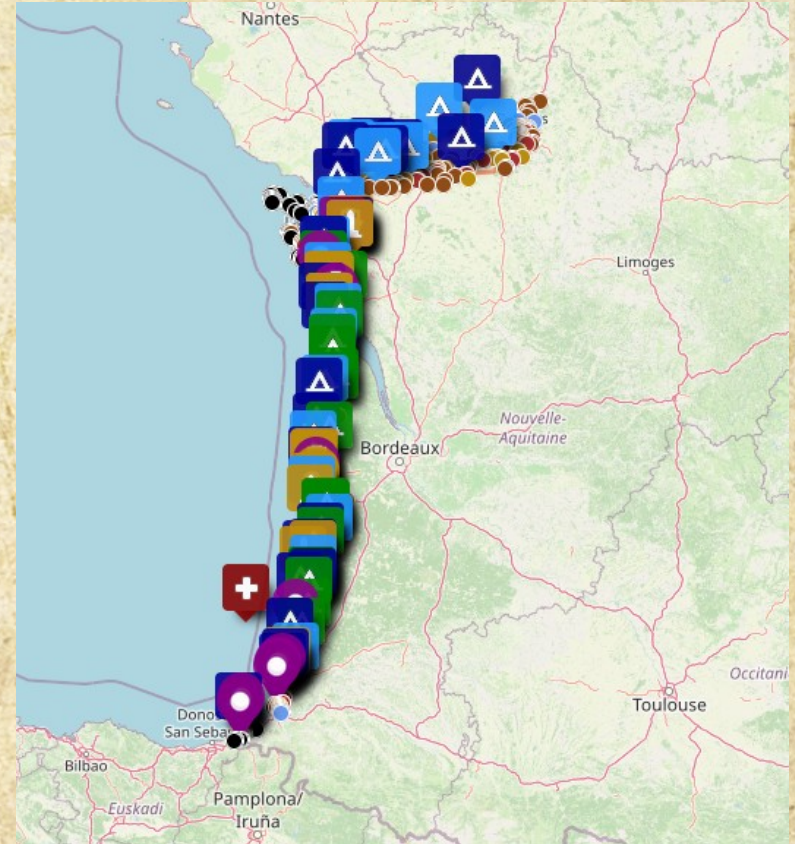 Nantes
s
Limoges
Nouvelle-
Aquitaine
Bordeaux
Occitani
Toulouse
Dono
San Seba
Bilbao
Euskadi
Pamplona/
Iruña